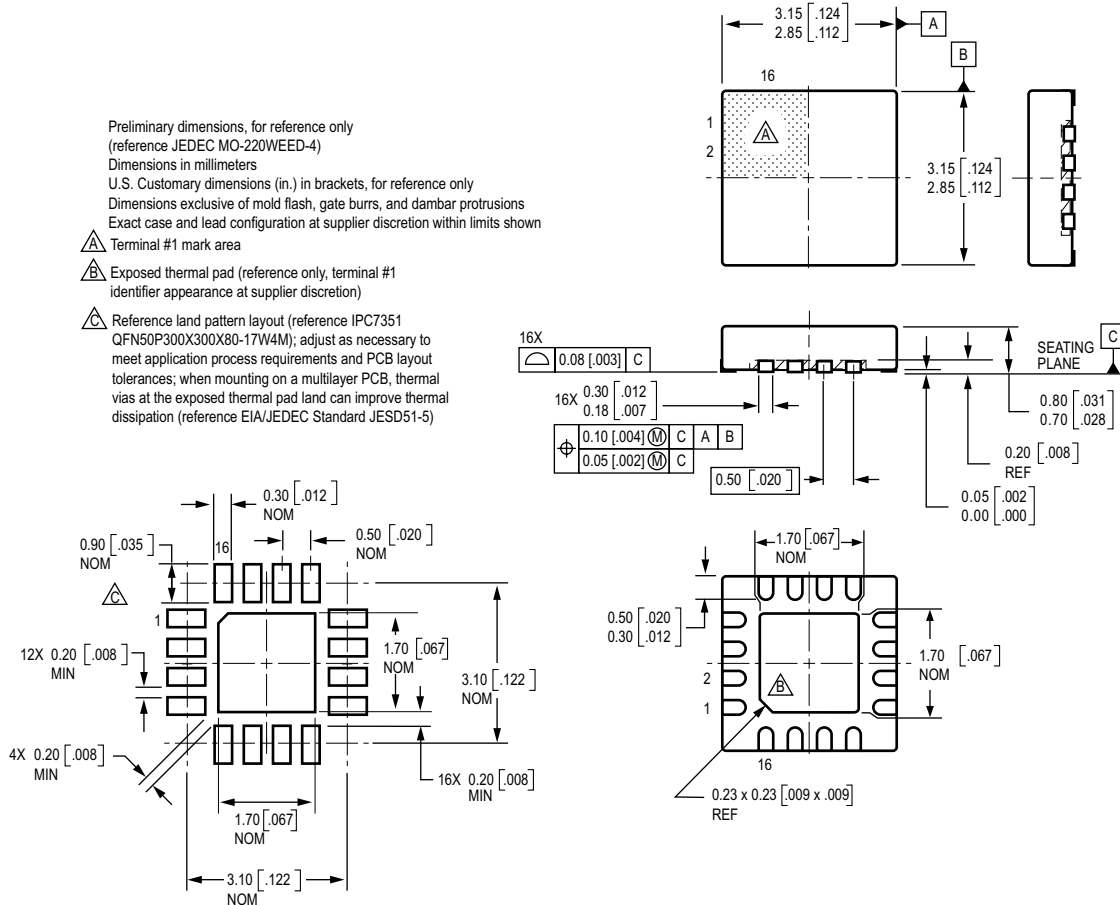 Preliminary dimensions, for reference only
(reference JEDEC MO-220WEED-4)
Dimensions in millimeters
U.S. Customary dimensions (in.) in brackets, for reference only
Dimensions exclusive of mold flash, gate burrs, and dambar protrusions
Exact case and lead configuration at supplier discretion within limits shown
A Terminal #1 mark area
B Exposed thermal pad (reference only, terminal #1
identifier appearance at supplier discretion)
C Reference land pattern layout (reference IPC7351
QFN50P300X300X80-17W4M); adjust as necessary to
meet application process requirements and PCB layout
tolerances; when mounting on a multilayer PCB, thermal
vias at the exposed thermal pad land can improve thermal
dissipation (reference EIA/JEDEC Standard JESD51-5)
3.15 [.124]
2.85 [.112]
A
B
16
1
2
A
3.15 [.124]
2.85 [.112]
16X
0.08 [.003] C
SEATING
PLANE
C
16X 0.30 [.012]
0.18 [.007]
0.10 [.004] Ⓜ C A B
0.05 [.002] Ⓜ C
0.50 [.020]
0.80 [.031]
0.70 [.028]
0.20 [.008]
REF
0.05 [.002]
0.00 [.000]
0.30 [.012]
NOM
0.50 [.020]
NOM
0.90 [.035]
NOM
16
C
1
12X 0.20 [.008]
MIN
1.70 [.067]
NOM
3.10 [.122]
NOM
4X 0.20 [.008]
MIN
16X 0.20 [.008]
MIN
1.70 [.067]
NOM
3.10 [.122]
NOM
1.70 [.067]
NOM
0.50 [.020]
0.30 [.012]
1.70 [.067]
NOM
2
1
B
16
0.23 x 0.23 [.009 x .009]
REF